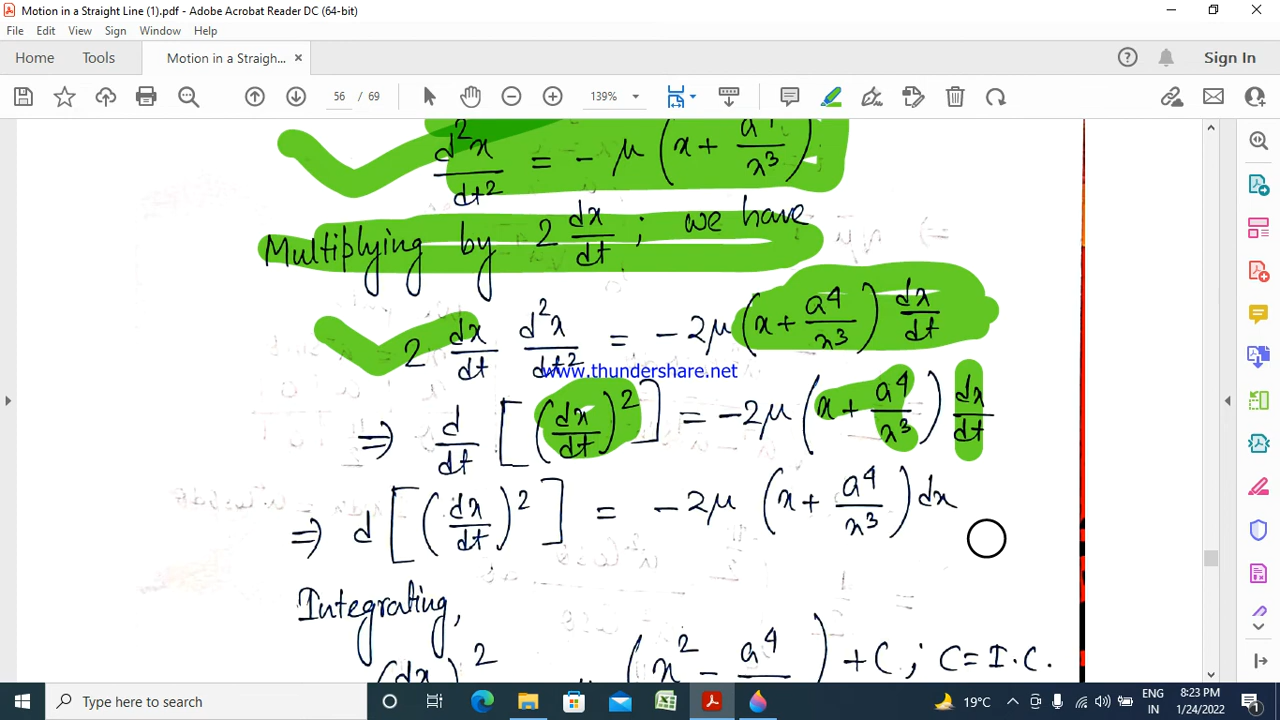 Motion in a Straight Line (1).pdf - Adobe Acrobat Reader DC (64-bit)
File Edit View Sign Window Help
Home Tools Motion in a Straigh... × Sign In
56 / 69 139%
d²x/dt² = - μ (x + a⁴/x³);
Multiplying by 2 dx/dt ; we have
2 dx/dt d²x/dt² = -2μ (x + a⁴/x³) dx/dt
www.thundershare.net
⇒ d/dt [(dx/dt)²] = -2μ (x + a⁴/x³) dx/dt
⇒ d[(dx/dt)²] = -2μ (x + a⁴/x³) dx
Integrating,
+ C ; C = I.C.
Type here to search
19°C ENG IN 8:23 PM 1/24/2022